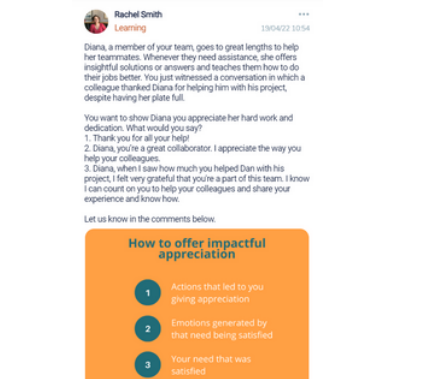 Rachel Smith
Learning
19/04/22 10:54
Diana, a member of your team, goes to great lengths to help
her teammates. Whenever they need assistance, she offers
insightful solutions or answers and teaches them how to do
their jobs better. You just witnessed a conversation in which a
colleague thanked Diana for helping him with his project,
despite having her plate full.
You want to show Diana you appreciate her hard work and
dedication. What would you say?
1. Thank you for all your help!
2. Diana, you're a great collaborator. I appreciate the way you
help your colleagues.
3. Diana, when I saw how much you helped Dan with his
project, I felt very grateful that you're a part of this team. I know
I can count on you to help your colleagues and share your
experience and know how.
Let us know in the comments below.
How to offer impactful
appreciation
1 Actions that led to you
giving appreciation
2 Emotions generated by
that need being satisfied
3 Your need that was
satisfied